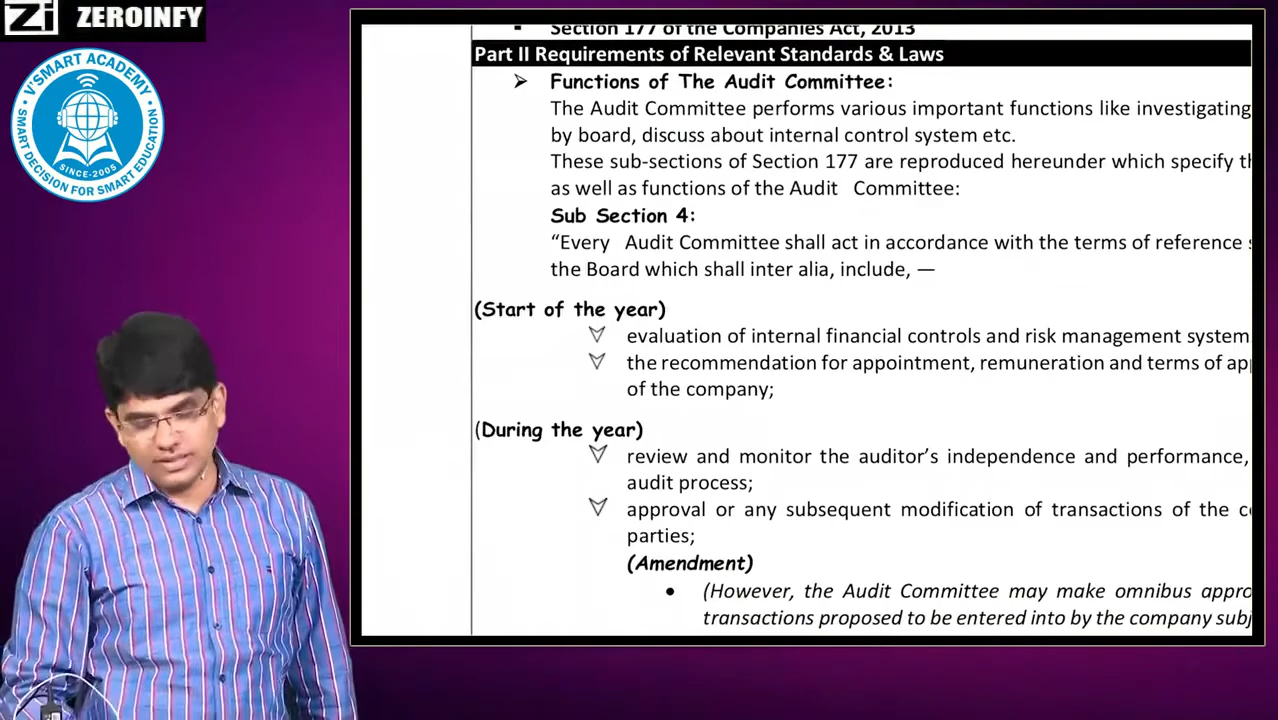 Zi ZEROINFY
V'SMART ACADEMY
SINCE-2005
SMART DECISION FOR SMART EDUCATION
Section 177 of the Companies Act, 2013
Part II Requirements of Relevant Standards & Laws
Functions of The Audit Committee:
The Audit Committee performs various important functions like investigating
by board, discuss about internal control system etc.
These sub-sections of Section 177 are reproduced hereunder which specify
as well as functions of the Audit Committee:
Sub Section 4:
“Every Audit Committee shall act in accordance with the terms of reference
the Board which shall inter alia, include, —
(Start of the year)
evaluation of internal financial controls and risk management system
the recommendation for appointment, remuneration and terms of
of the company;
(During the year)
review and monitor the auditor’s independence and performance,
audit process;
approval or any subsequent modification of transactions of the
parties;
(Amendment)
(However, the Audit Committee may make omnibus
transactions proposed to be entered into by the company